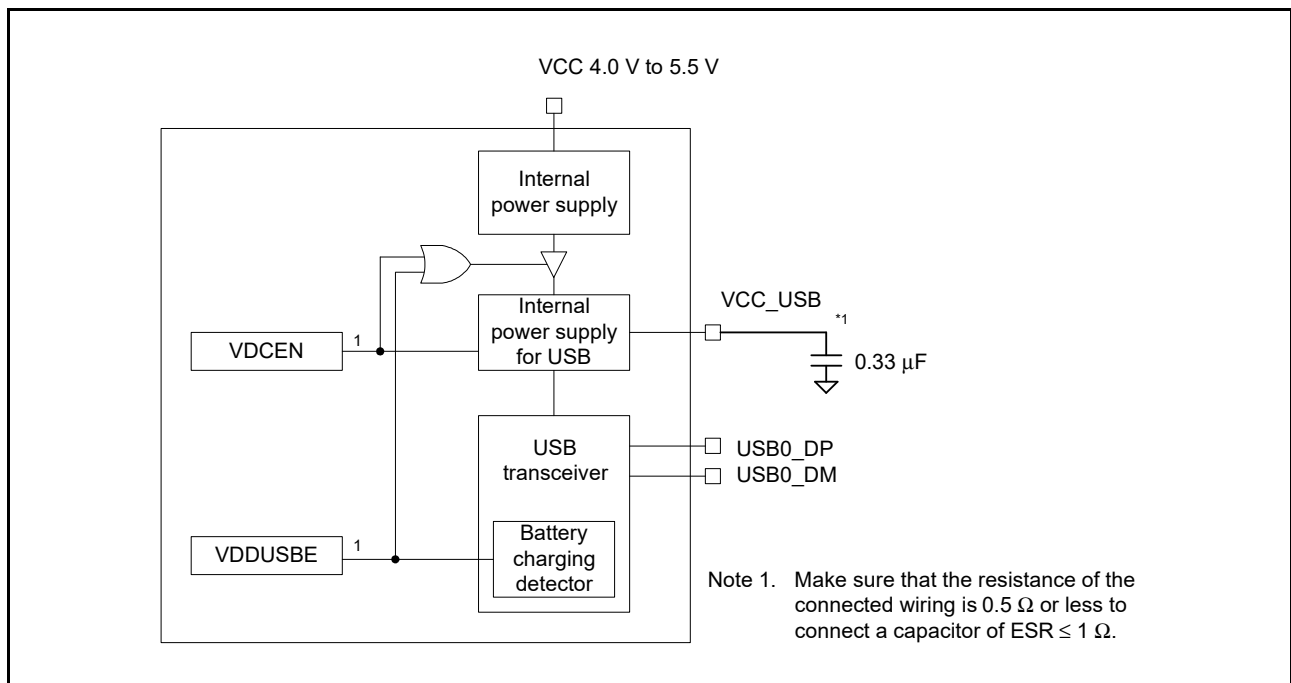 VCC 4.0 V to 5.5 V
Internal
power supply
Internal
power supply
for USB
VCC_USB
*1
0.33 μF
VDCEN
1
USB
transceiver
USB0_DP
USB0_DM
Battery
charging
detector
VDDUSBE
1
Note 1. Make sure that the resistance of the
connected wiring is 0.5 Ω or less to
connect a capacitor of ESR ≤ 1 Ω.